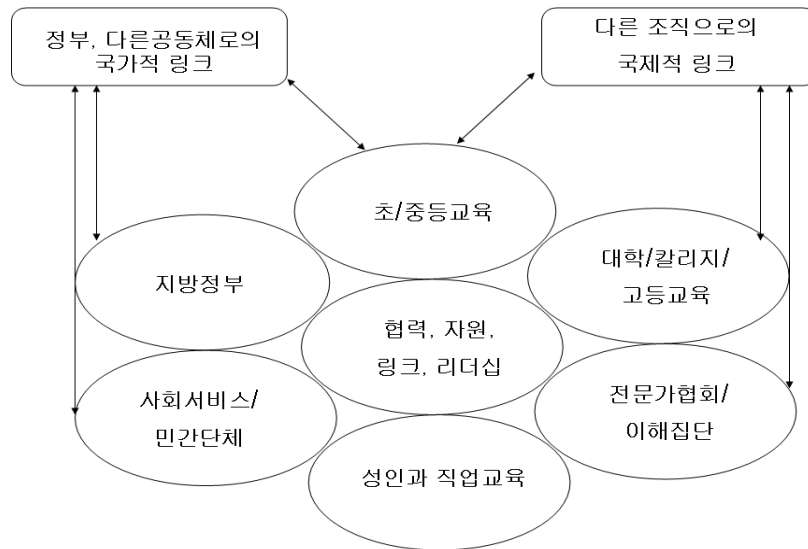 정부, 다른공동체로의
국가적 링크
다른 조직으로의
국제적 링크
초/중등교육
지방정부
대학/칼리지/
고등교육
협력, 자원,
링크, 리더십
사회서비스/
민간단체
전문가협회/
이해집단
성인과 직업교육